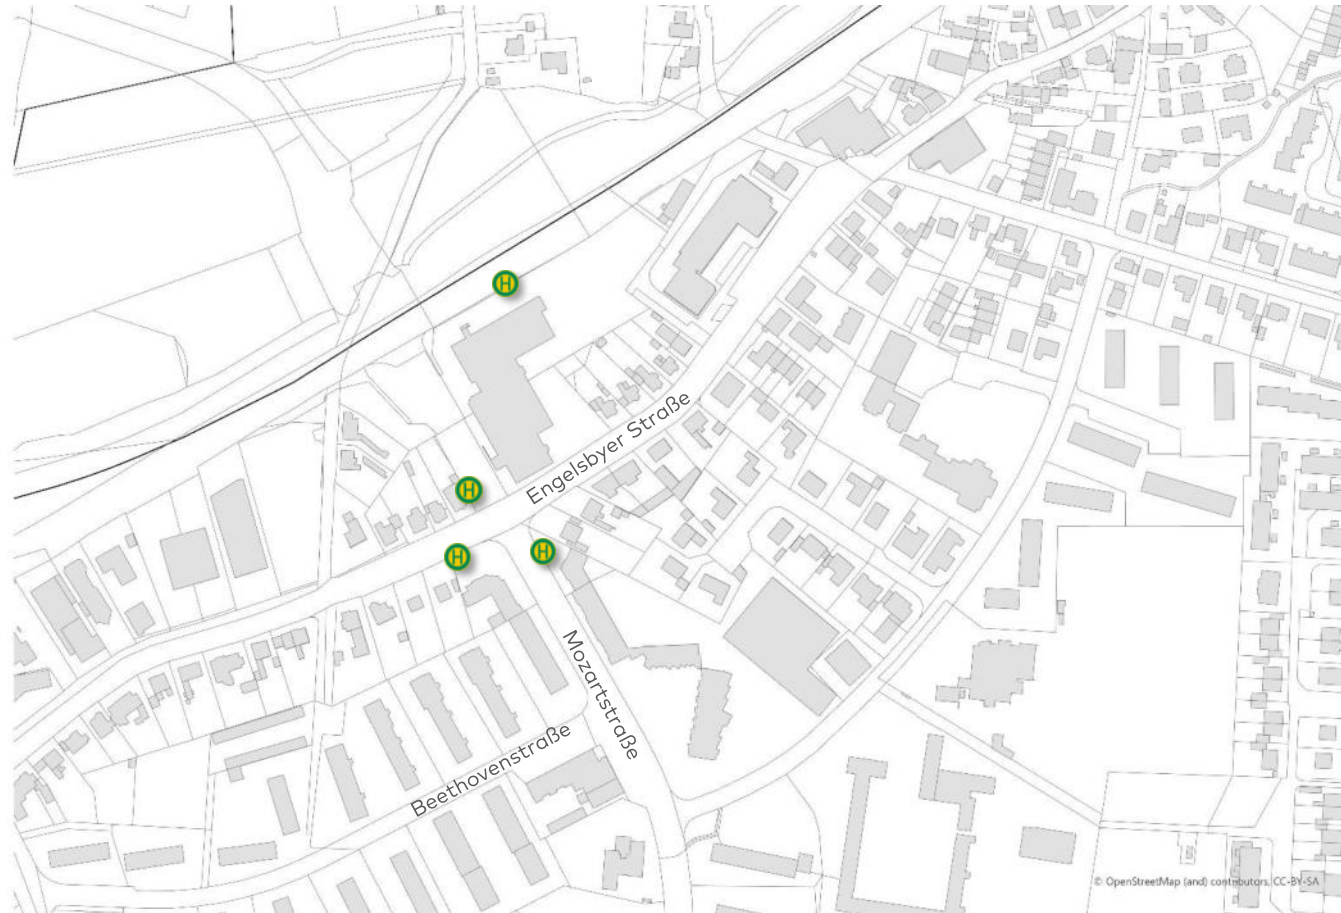 H
Engelsbyer Straße
H
H
H
Mozartstraße
Beethovenstraße
© OpenStreetMap (and) contributors, CC-BY-SA